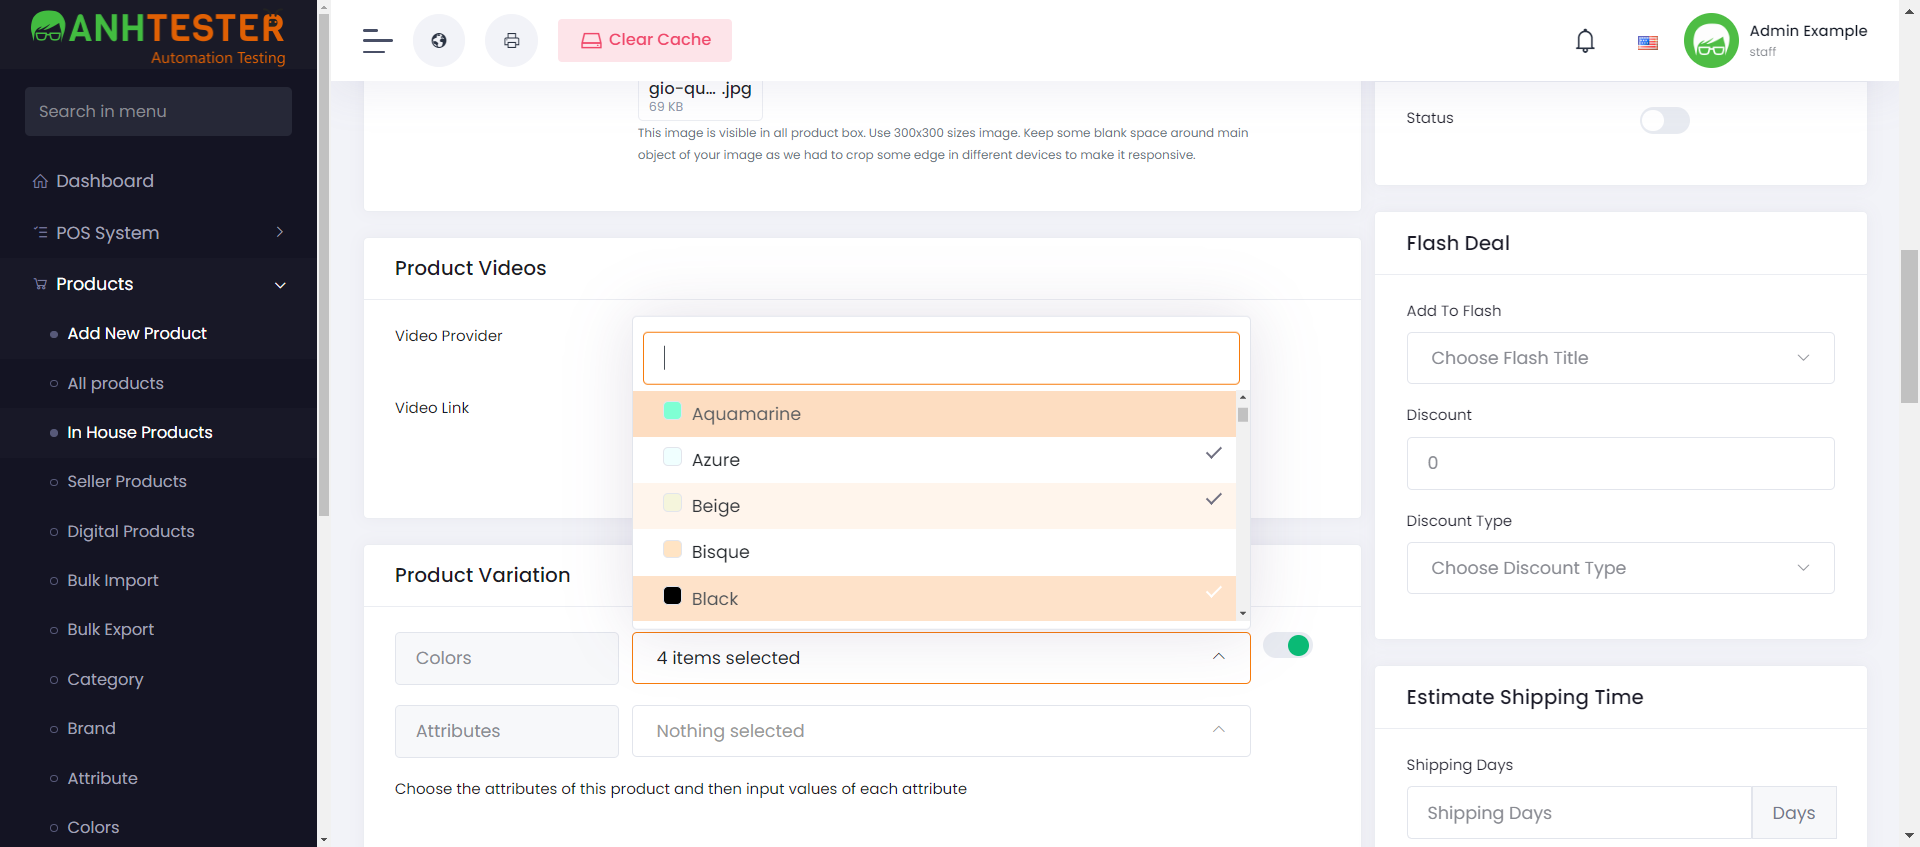 ANHTESTER
Automation Testing
Search in menu
Dashboard
POS System
Products
Add New Product
All products
In House Products
Seller Products
Digital Products
Bulk Import
Bulk Export
Category
Brand
Attribute
Colors
Clear Cache
Admin Example
staff
gio-qu... .jpg
69 KB
This image is visible in all product box. Use 300x300 sizes image. Keep some blank space around main
object of your image as we had to crop some edge in different devices to make it responsive.
Product Videos
Video Provider
Video Link
Aquamarine
Azure
Beige
Bisque
Black
Product Variation
Colors
4 items selected
Attributes
Nothing selected
Choose the attributes of this product and then input values of each attribute
Status
Flash Deal
Add To Flash
Choose Flash Title
Discount
0
Discount Type
Choose Discount Type
Estimate Shipping Time
Shipping Days
Shipping Days
Days